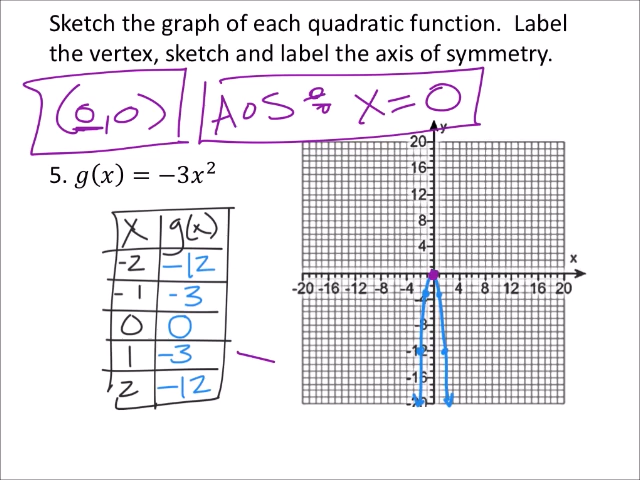 Sketch the graph of each quadratic function. Label
the vertex, sketch and label the axis of symmetry.
(0,0) AOS X=0
5. g(x) = −3x²
X g(x)
-2 -12
-1 -3
0 0
1 -3
2 -12
y
20
16
12
8
4
x
-20 -16 -12 -8 -4 4 8 12 16 20
-4
-8
-12
-16
-20